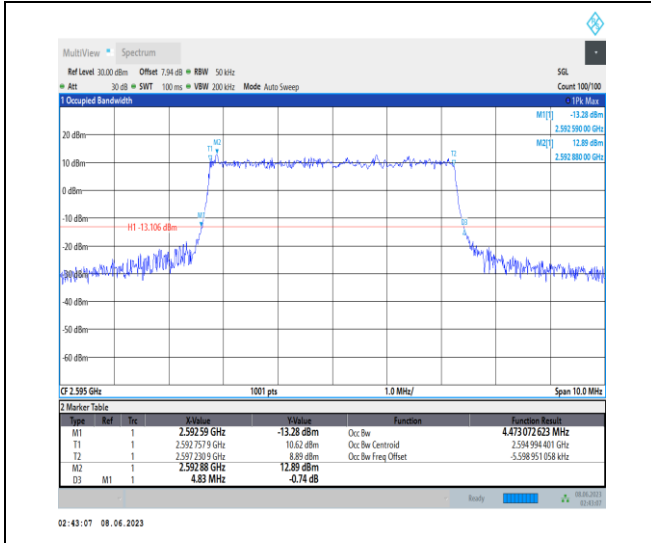 MultiView Spectrum
Ref Level 30.00 dBm Offset 7.94 dB RBW 50 kHz SGL
Att 30 dB SWT 100 ms VBW 200 kHz Mode Auto Sweep Count 100/100
1 Occupied Bandwidth 1Pk Max
M1[1] -13.28 dBm
2.592 590 00 GHz
M2[1] 12.89 dBm
2.592 880 00 GHz
20 dBm
M2
T1
T2
10 dBm
0 dBm
-10 dBm
M1
D3
H1 -13.106 dBm
-30 dBm
-40 dBm
-50 dBm
-60 dBm
CF 2.595 GHz 1001 pts 1.0 MHz/ Span 10.0 MHz
2 Marker Table
Type Ref Trc X-Value Y-Value Function Function Result
M1 1 2.592 59 GHz -13.28 dBm Occ Bw 4.473 072 623 MHz
T1 1 2.592 757 9 GHz 10.62 dBm Occ Bw Centroid 2.594 994 401 GHz
T2 1 2.597 230 9 GHz 8.89 dBm Occ Bw Freq Offset -5.598 951 058 kHz
M2 1 2.592 88 GHz 12.89 dBm
D3 M1 1 4.83 MHz -0.74 dB
Ready 08.06.2023
02:43:07
02:43:07 08.06.2023